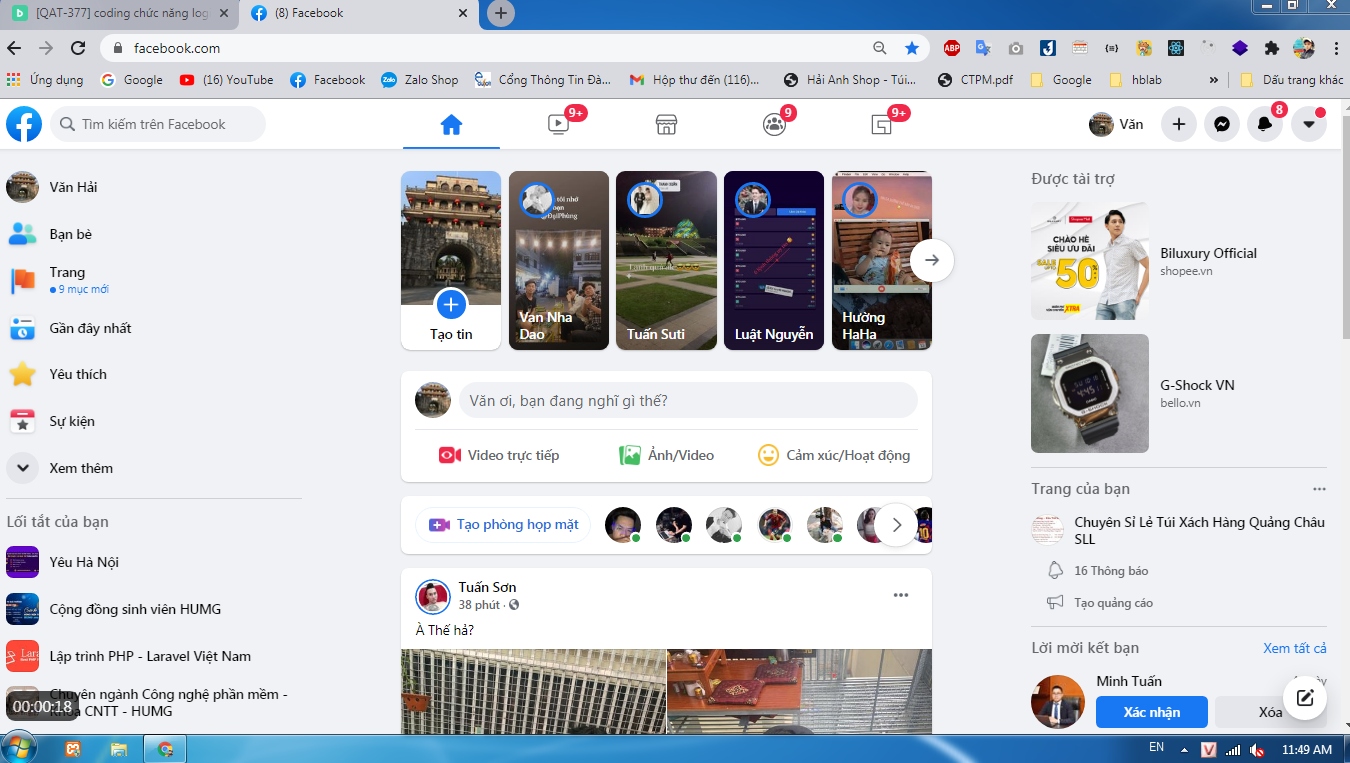 [QAT-377] coding chức năng log
(8) Facebook
facebook.com
ABP
Ứng dụng
Google
(16) YouTube
Facebook
Zalo Shop
Cổng Thông Tin Đà...
Hộp thư đến (116)...
Hải Anh Shop - Túi...
CTPM.pdf
Google
hblab
»
Dấu trang khác
Tìm kiếm trên Facebook
9+
9
9+
Văn
8
Văn Hải
Bạn bè
Trang
9 mục mới
Gần đây nhất
Yêu thích
Sự kiện
Xem thêm
Lối tắt của bạn
Yêu Hà Nội
Cộng đồng sinh viên HUMG
Lập trình PHP - Laravel Việt Nam
Chuyên ngành Công nghệ phần mềm -
Khoa CNTT - HUMG
00:00:18
Tạo tin
Van Nha
Dao
Tuấn Suti
Luật Nguyễn
Hường
HaHa
Văn ơi, bạn đang nghĩ gì thế?
Video trực tiếp
Ảnh/Video
Cảm xúc/Hoạt động
Tạo phòng họp mặt
Tuấn Sơn
38 phút ·
À Thế hả?
Được tài trợ
CHÀO HÈ
SIÊU ƯU ĐÃI
SALE
50%
XTRA
Biluxury Official
shopee.vn
G-Shock VN
bello.vn
Trang của bạn
Chuyên Sỉ Lẻ Túi Xách Hàng Quảng Châu
SLL
16 Thông báo
Tạo quảng cáo
Lời mời kết bạn
Xem tất cả
Minh Tuấn
Xác nhận
Xóa
EN
11:49 AM